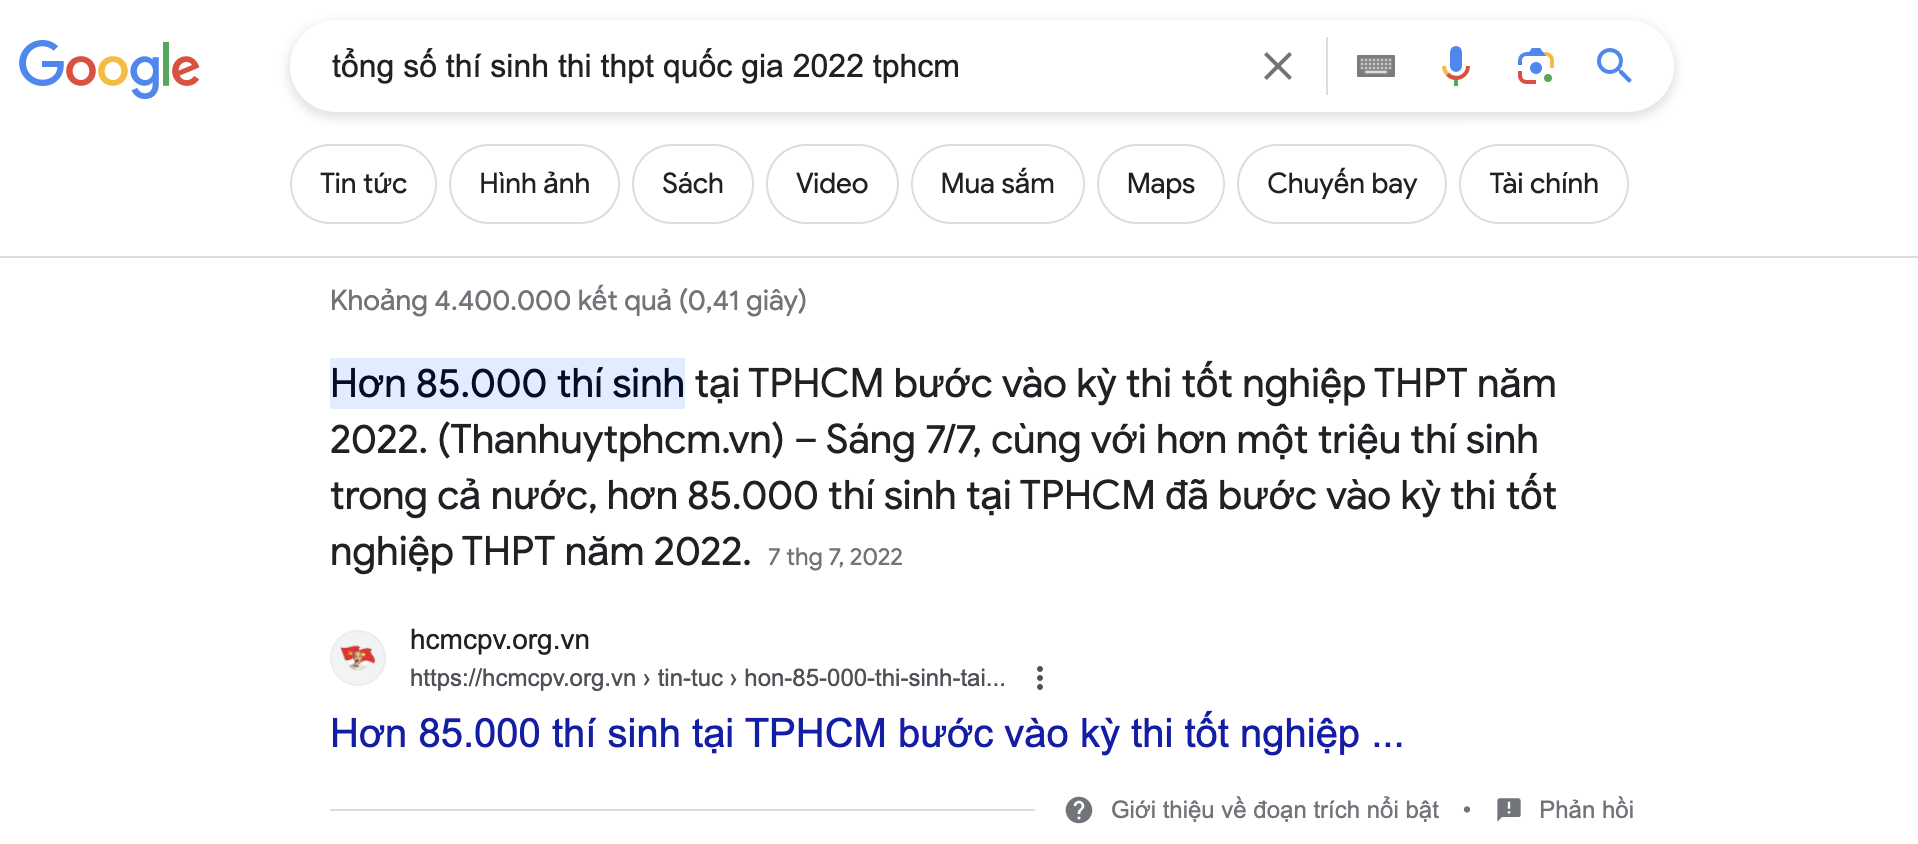 Google
tổng số thí sinh thi thpt quốc gia 2022 tphcm
Tin tức
Hình ảnh
Sách
Video
Mua sắm
Maps
Chuyến bay
Tài chính
Khoảng 4.400.000 kết quả (0,41 giây)
Hơn 85.000 thí sinh tại TPHCM bước vào kỳ thi tốt nghiệp THPT năm
2022. (Thanhuytphcm.vn) – Sáng 7/7, cùng với hơn một triệu thí sinh
trong cả nước, hơn 85.000 thí sinh tại TPHCM đã bước vào kỳ thi tốt
nghiệp THPT năm 2022. 7 thg 7, 2022
hcmcpv.org.vn
https://hcmcpv.org.vn › tin-tuc › hon-85-000-thi-sinh-tai...
Hơn 85.000 thí sinh tại TPHCM bước vào kỳ thi tốt nghiệp ...
Giới thiệu về đoạn trích nổi bật • Phản hồi